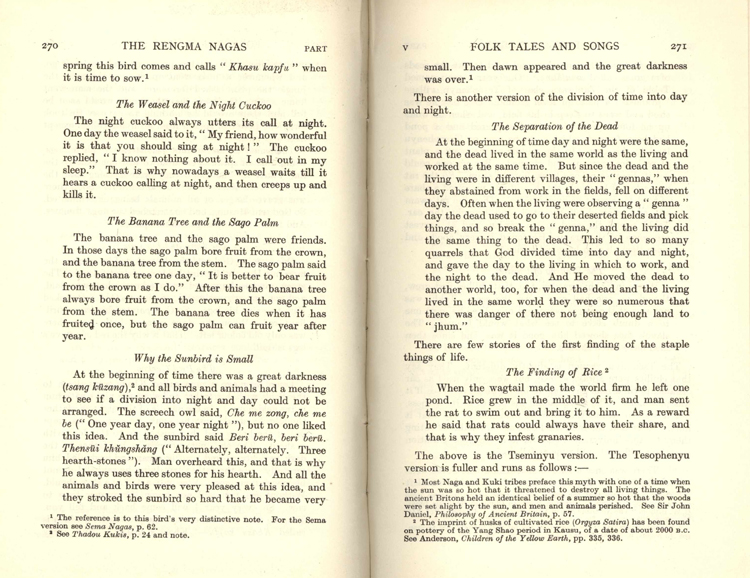 270 THE RENGMA NAGAS PART
spring this bird comes and calls “ Khasu kapfu ” when
it is time to sow.¹
The Weasel and the Night Cuckoo
The night cuckoo always utters its call at night.
One day the weasel said to it, “ My friend, how wonderful
it is that you should sing at night ! ” The cuckoo
replied, “ I know nothing about it. I call out in my
sleep.” That is why nowadays a weasel waits till it
hears a cuckoo calling at night, and then creeps up and
kills it.
The Banana Tree and the Sago Palm
The banana tree and the sago palm were friends.
In those days the sago palm bore fruit from the crown,
and the banana tree from the stem. The sago palm said
to the banana tree one day, “ It is better to bear fruit
from the crown as I do.” After this the banana tree
always bore fruit from the crown, and the sago palm
from the stem. The banana tree dies when it has
fruited once, but the sago palm can fruit year after
year.
Why the Sunbird is Small
At the beginning of time there was a great darkness
(tsang küzang),² and all birds and animals had a meeting
to see if a division into night and day could not be
arranged. The screech owl said, Che me zong, che me
be (“ One year day, one year night ”), but no one liked
this idea. And the sunbird said Beri berü, beri berü.
Thensüi khüngshäng (“ Alternately, alternately. Three
hearth-stones ”). Man overheard this, and that is why
he always uses three stones for his hearth. And all the
animals and birds were very pleased at this idea, and
they stroked the sunbird so hard that he became very
¹ The reference is to this bird's very distinctive note. For the Sema
version see Sema Nagas, p. 62.
² See Thadou Kukis, p. 24 and note.
V FOLK TALES AND SONGS 271
small. Then dawn appeared and the great darkness
was over.¹
There is another version of the division of time into day
and night.
The Separation of the Dead
At the beginning of time day and night were the same,
and the dead lived in the same world as the living and
worked at the same time. But since the dead and the
living were in different villages, their “ gennas,” when
they abstained from work in the fields, fell on different
days. Often when the living were observing a “ genna ”
day the dead used to go to their deserted fields and pick
things, and so break the “ genna,” and the living did
the same thing to the dead. This led to so many
quarrels that God divided time into day and night,
and gave the day to the living in which to work, and
the night to the dead. And He moved the dead to
another world, too, for when the dead and the living
lived in the same world they were so numerous that
there was danger of there not being enough land to
“ jhum.”
There are few stories of the first finding of the staple
things of life.
The Finding of Rice ²
When the wagtail made the world firm he left one
pond. Rice grew in the middle of it, and man sent
the rat to swim out and bring it to him. As a reward
he said that rats could always have their share, and
that is why they infest granaries.
The above is the Tseminyu version. The Tesophenyu
version is fuller and runs as follows :—
¹ Most Naga and Kuki tribes preface this myth with one of a time when
the sun was so hot that it threatened to destroy all living things. The
ancient Britons held an identical belief of a summer so hot that the woods
were set alight by the sun, and men and animals perished. See Sir John
Daniel, Philosophy of Ancient Britain, p. 57.
² The imprint of husks of cultivated rice (Orgyza Satira) has been found
on pottery of the Yang Shao period in Kausu, of a date of about 2000 B.C.
See Anderson, Children of the Yellow Earth, pp. 335, 336.